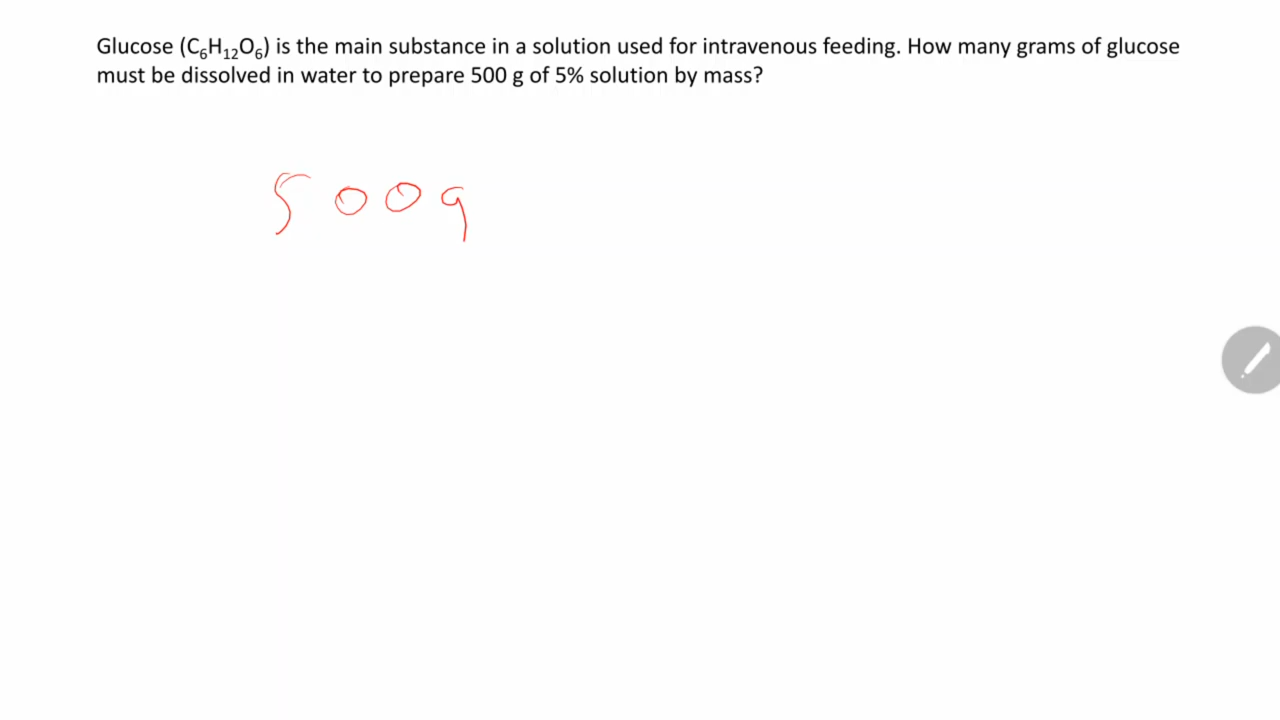 Glucose (C₆H₁₂O₆) is the main substance in a solution used for intravenous feeding. How many grams of glucose
must be dissolved in water to prepare 500 g of 5% solution by mass?
500g